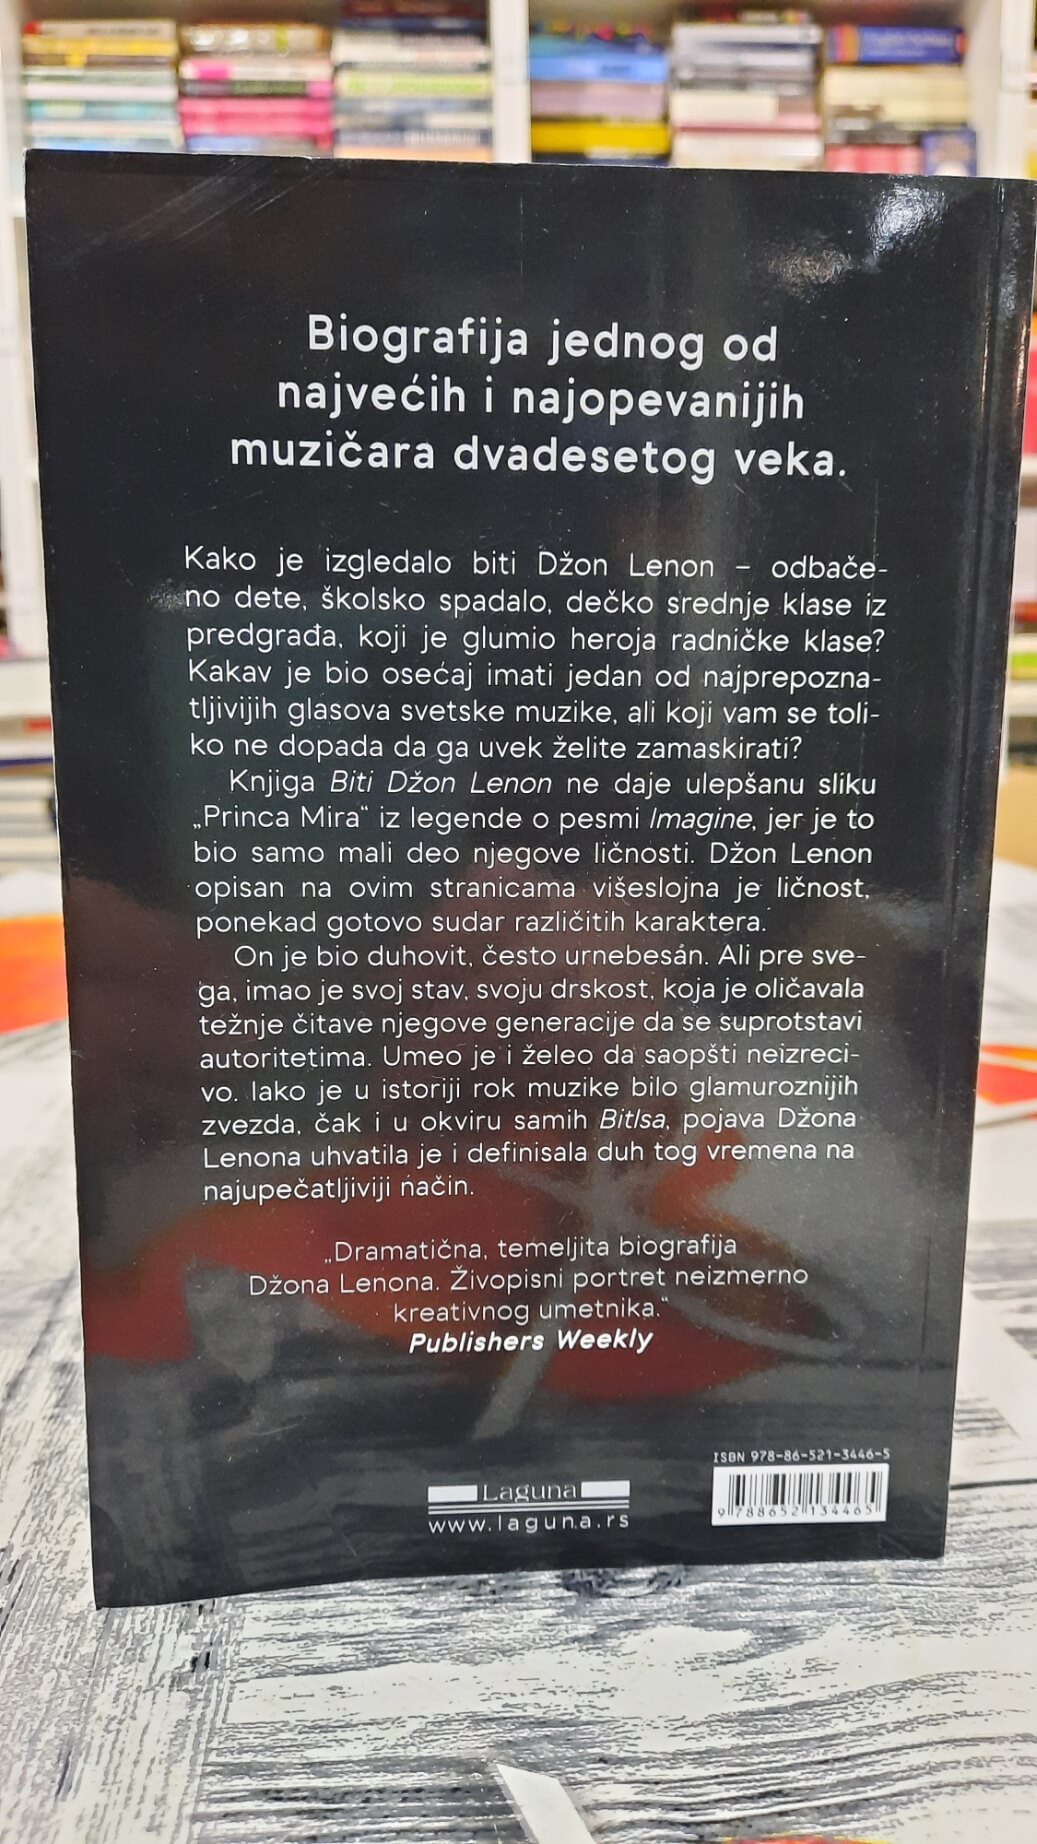 Biografija jednog od
najvećih i najopevanijih
muzičara dvadesetog veka.
Kako je izgledalo biti Džon Lenon – odbače-
no dete, školsko spadalo, dečko srednje klase iz
predgrađa, koji je glumio heroja radničke klase?
Kakav je bio osećaj imati jedan od najprepozna-
tljivijih glasova svetske muzike, ali koji vam se toli-
ko ne dopada da ga uvek želite zamaskirati?
Knjiga Biti Džon Lenon ne daje ulepšanu sliku
„Princa Mira“ iz legende o pesmi Imagine, jer je to
bio samo mali deo njegove ličnosti. Džon Lenon
opisan na ovim stranicama višeslojna je ličnost,
ponekad gotovo sudar različitih karaktera.
On je bio duhovit, često urnebesan. Ali pre sve-
ga, imao je svoj stav, svoju drskost, koja je oličavala
težnje čitave njegove generacije da se suprotstavi
autoritetima. Umeo je i želeo da saopšti neizreci-
vo. Iako je u istoriji rok muzike bilo glamuroznijih
zvezda, čak i u okviru samih Bitlsa, pojava Džona
Lenona uhvatila je i definisala duh tog vremena na
najupečatljiviji način.
„Dramatična, temeljita biografija
Džona Lenona. Živopisni portret neizmerno
kreativnog umetnika.“
Publishers Weekly
ISBN 978-86-521-3446-5
Laguna
www.laguna.rs
9 788652 134465